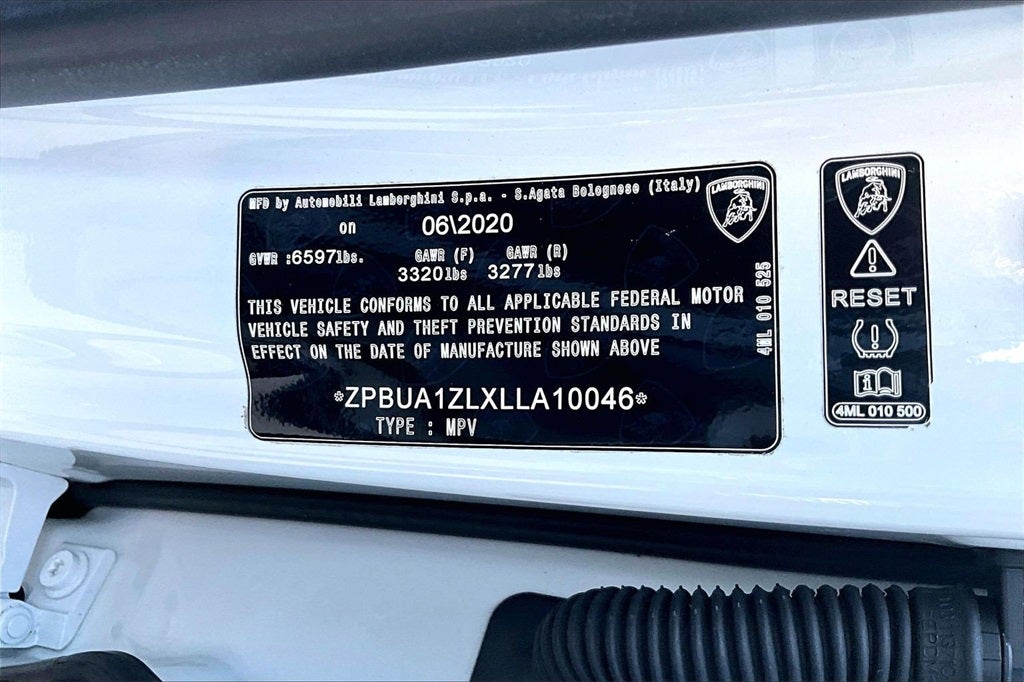 MFD by Automobili Lamborghini S.p.a. - S.Agata Bolognese (Italy)
on 06\2020
GVWR :6597lbs. GAWR (F) GAWR (R)
3320lbs 3277lbs
THIS VEHICLE CONFORMS TO ALL APPLICABLE FEDERAL MOTOR
VEHICLE SAFETY AND THEFT PREVENTION STANDARDS IN
EFFECT ON THE DATE OF MANUFACTURE SHOWN ABOVE
*ZPBUA1ZLXLLA10046*
TYPE : MPV
LAMBORGHINI
4ML 010 525
LAMBORGHINI
RESET
4ML 010 500